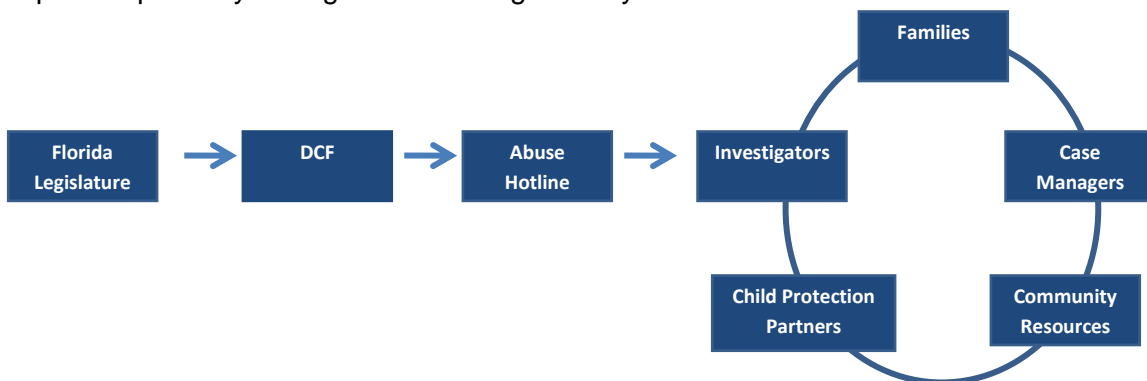 Families
Florida
Legislature
DCF
Abuse
Hotline
Investigators
Case
Managers
Child Protection
Partners
Community
Resources